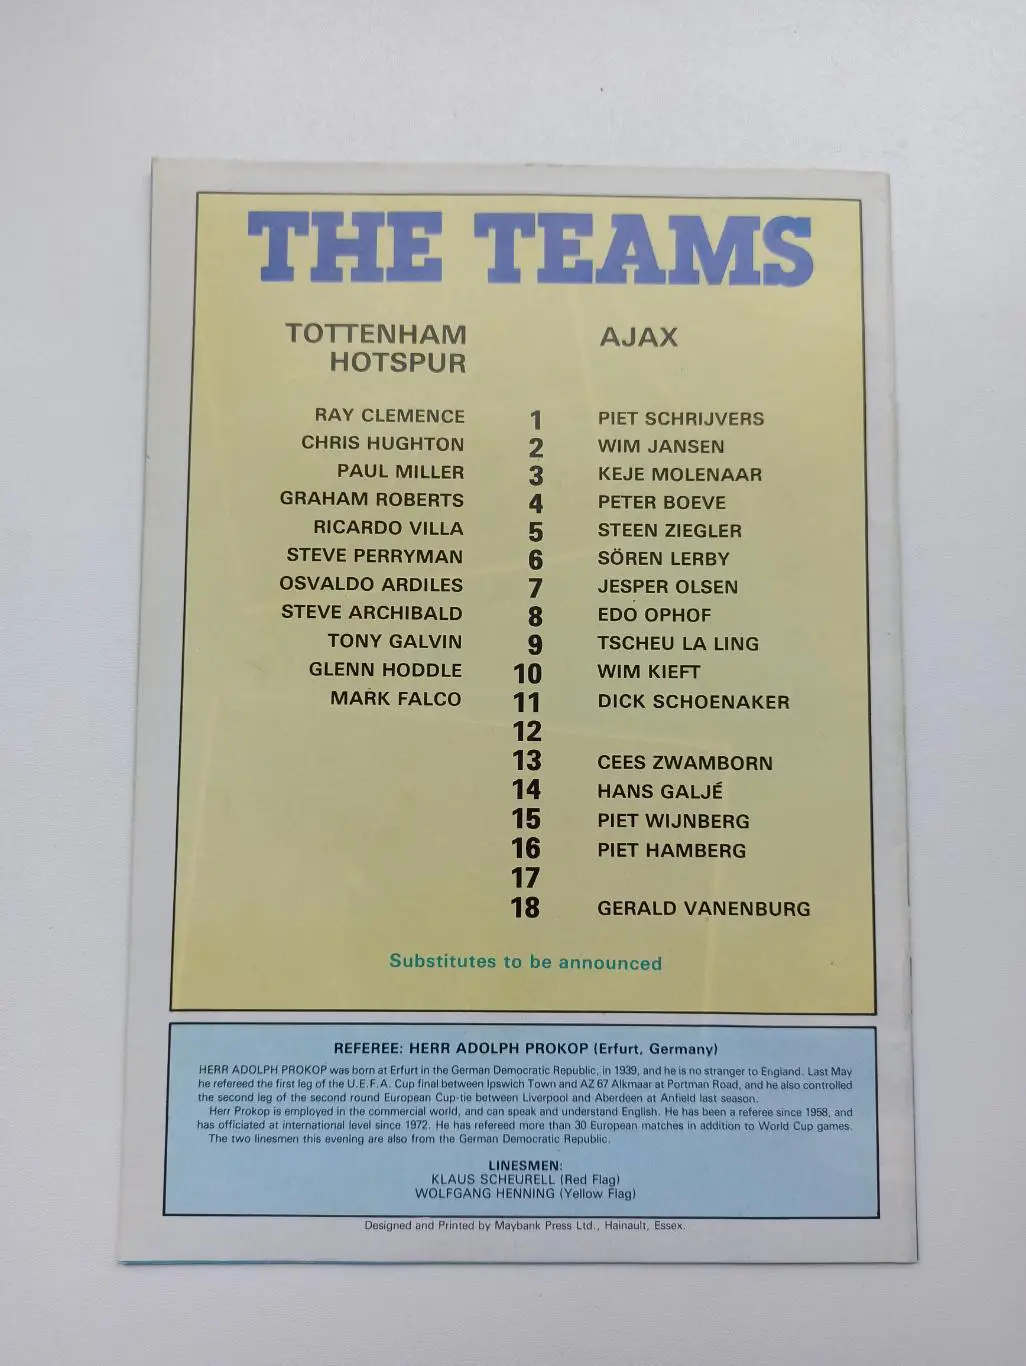 THE TEAMS
TOTTENHAM HOTSPUR AJAX
RAY CLEMENCE 1 PIET SCHRIJVERS
CHRIS HUGHTON 2 WIM JANSEN
PAUL MILLER 3 KEJE MOLENAAR
GRAHAM ROBERTS 4 PETER BOEVE
RICARDO VILLA 5 STEEN ZIEGLER
STEVE PERRYMAN 6 SÖREN LERBY
OSVALDO ARDILES 7 JESPER OLSEN
STEVE ARCHIBALD 8 EDO OPHOF
TONY GALVIN 9 TSCHEU LA LING
GLENN HODDLE 10 WIM KIEFT
MARK FALCO 11 DICK SCHOENAKER
12
13 CEES ZWAMBORN
14 HANS GALJÉ
15 PIET WIJNBERG
16 PIET HAMBERG
17
18 GERALD VANENBURG
Substitutes to be announced
REFEREE: HERR ADOLPH PROKOP (Erfurt, Germany)
HERR ADOLPH PROKOP was born at Erfurt in the German Democratic Republic, in 1939, and he is no stranger to England. Last May
he refereed the first leg of the U.E.F.A. Cup final between Ipswich Town and AZ 67 Alkmaar at Portman Road, and he also controlled
the second leg of the second round European Cup-tie between Liverpool and Aberdeen at Anfield last season.
Herr Prokop is employed in the commercial world, and can speak and understand English. He has been a referee since 1958, and
has officiated at international level since 1972. He has refereed more than 30 European matches in addition to World Cup games.
The two linesmen this evening are also from the German Democratic Republic.
LINESMEN:
KLAUS SCHEURELL (Red Flag)
WOLFGANG HENNING (Yellow Flag)
Designed and Printed by Maybank Press Ltd., Hainault, Essex.